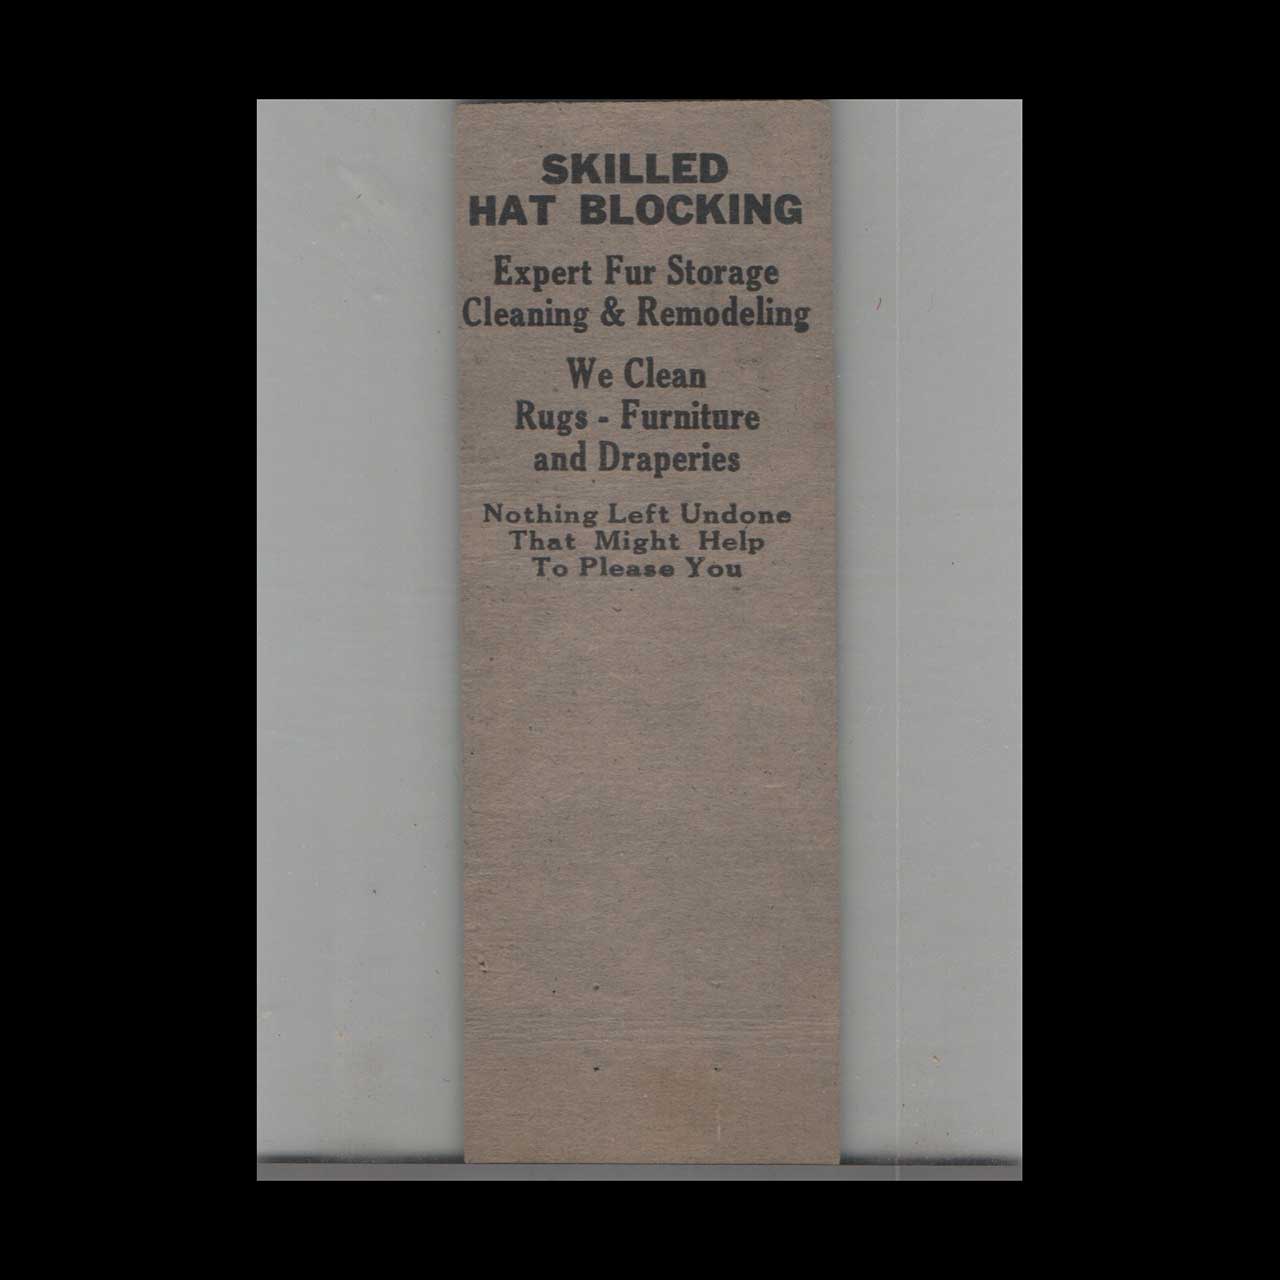 SKILLED
HAT BLOCKING
Expert Fur Storage
Cleaning & Remodeling
We Clean
Rugs - Furniture
and Draperies
Nothing Left Undone
That Might Help
To Please You